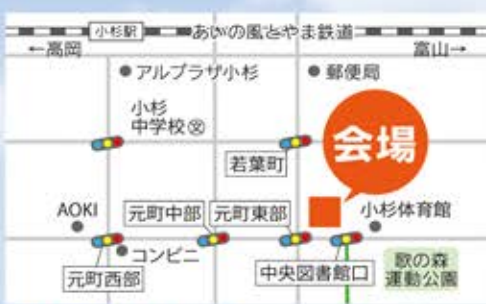 小杉駅
あいの風とやま鉄道
←高岡
富山→
アルプラザ小杉
郵便局
小杉
中学校 文
会場
若葉町
AOKI
元町中部
元町東部
小杉体育館
コンビニ
元町西部
中央図書館口
歌の森
運動公園